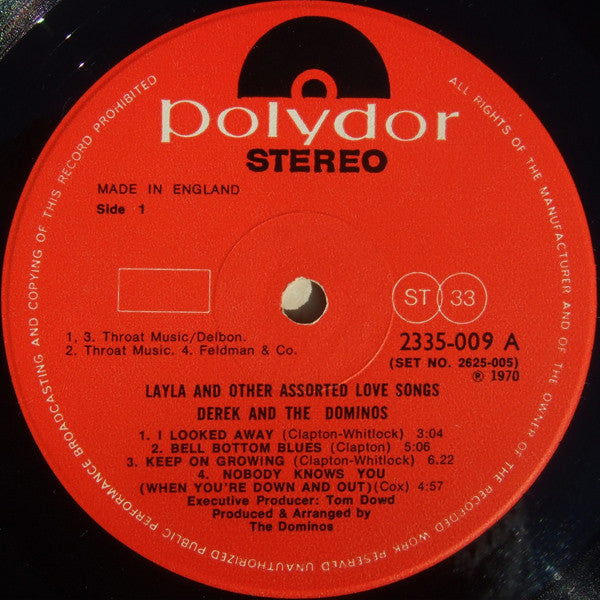 polydor
STEREO
MADE IN ENGLAND
Side 1
ST 33
1, 3. Throat Music/Delbon.
2. Throat Music. 4. Feldman & Co.
2335-009 A
(SET NO. 2625-005)
℗ 1970
LAYLA AND OTHER ASSORTED LOVE SONGS
DEREK AND THE DOMINOS
1. I LOOKED AWAY (Clapton-Whitlock) 3:04
2. BELL BOTTOM BLUES (Clapton) 5:06
3. KEEP ON GROWING (Clapton-Whitlock) 6.22
4. NOBODY KNOWS YOU
(WHEN YOU'RE DOWN AND OUT)(Cox) 4:57
Executive Producer: Tom Dowd
Produced & Arranged by
The Dominos
ALL RIGHTS OF THE MANUFACTURER AND OF THE OWNER OF THE RECORDED WORK RESERVED UNAUTHORIZED PUBLIC PERFORMANCE BROADCASTING AND COPYING OF THIS RECORD PROHIBITED